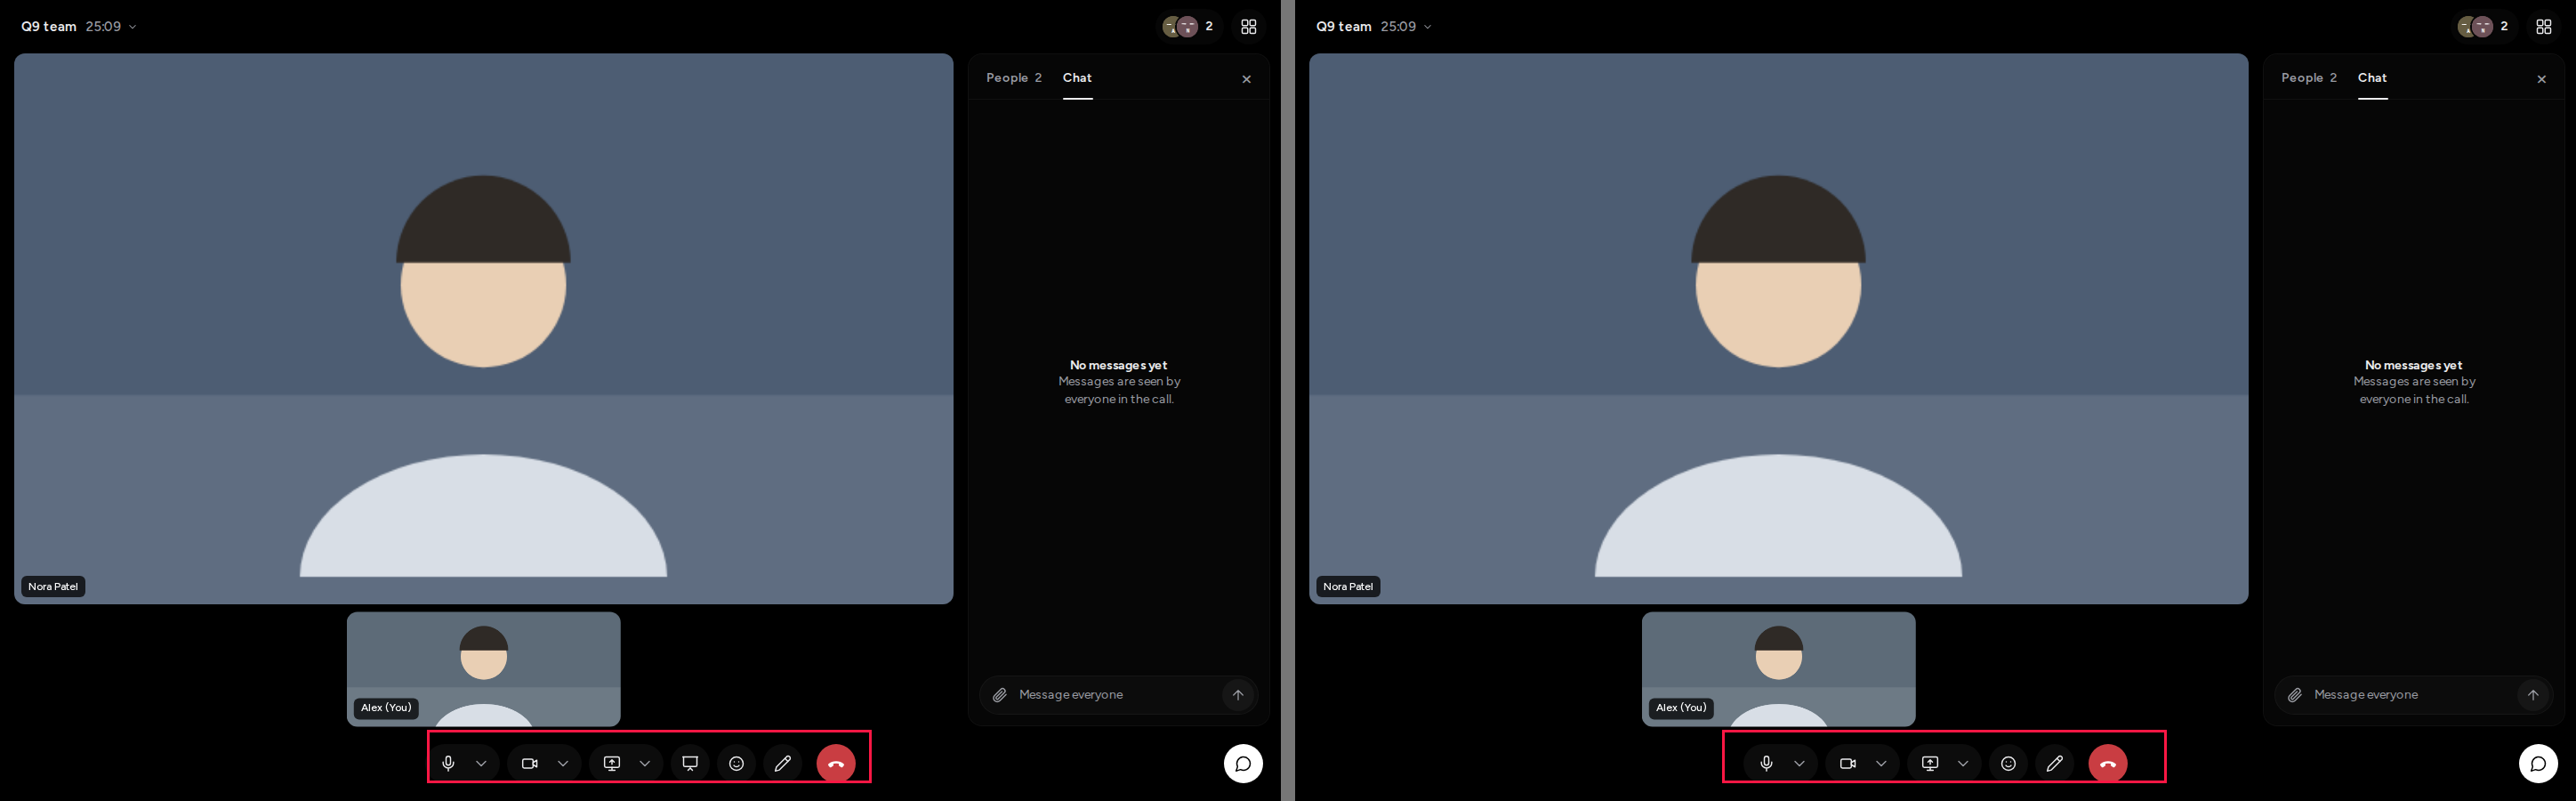 Q9 team 25:09
2
People 2 Chat
No messages yet
Messages are seen by
everyone in the call.
Nora Patel
Alex (You)
Message everyone
Q9 team 25:09
2
People 2 Chat
No messages yet
Messages are seen by
everyone in the call.
Nora Patel
Alex (You)
Message everyone